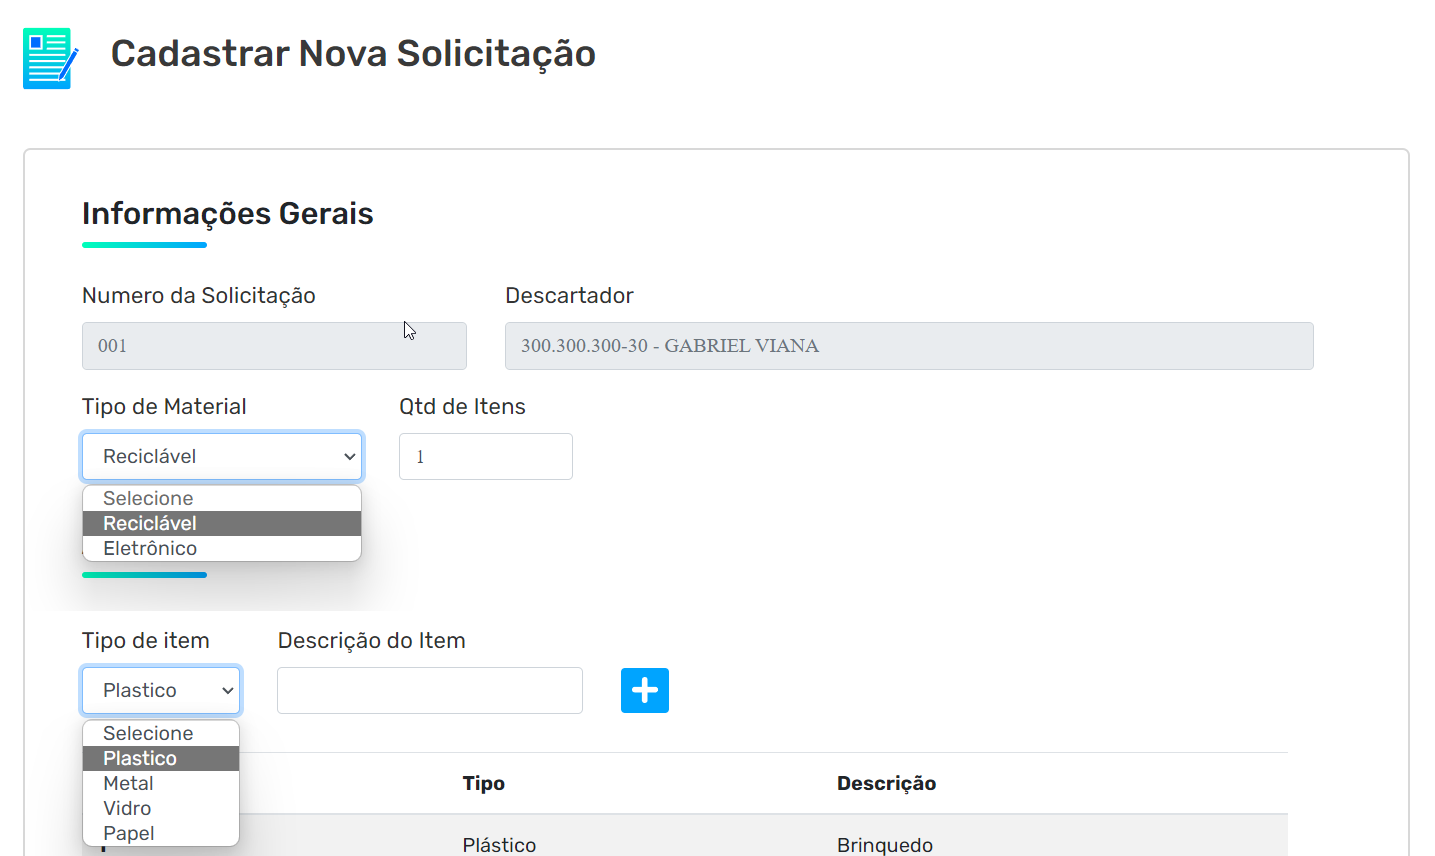 Cadastrar Nova Solicitação
Informações Gerais
Numero da Solicitação
Descartador
001
300.300.300-30 - GABRIEL VIANA
Tipo de Material
Qtd de Itens
Reciclável
1
Selecione
Reciclável
Eletrônico
Tipo de item
Descrição do Item
Plastico
Selecione
Plastico
Metal
Vidro
Papel
Tipo
Descrição
Plástico
Brinquedo